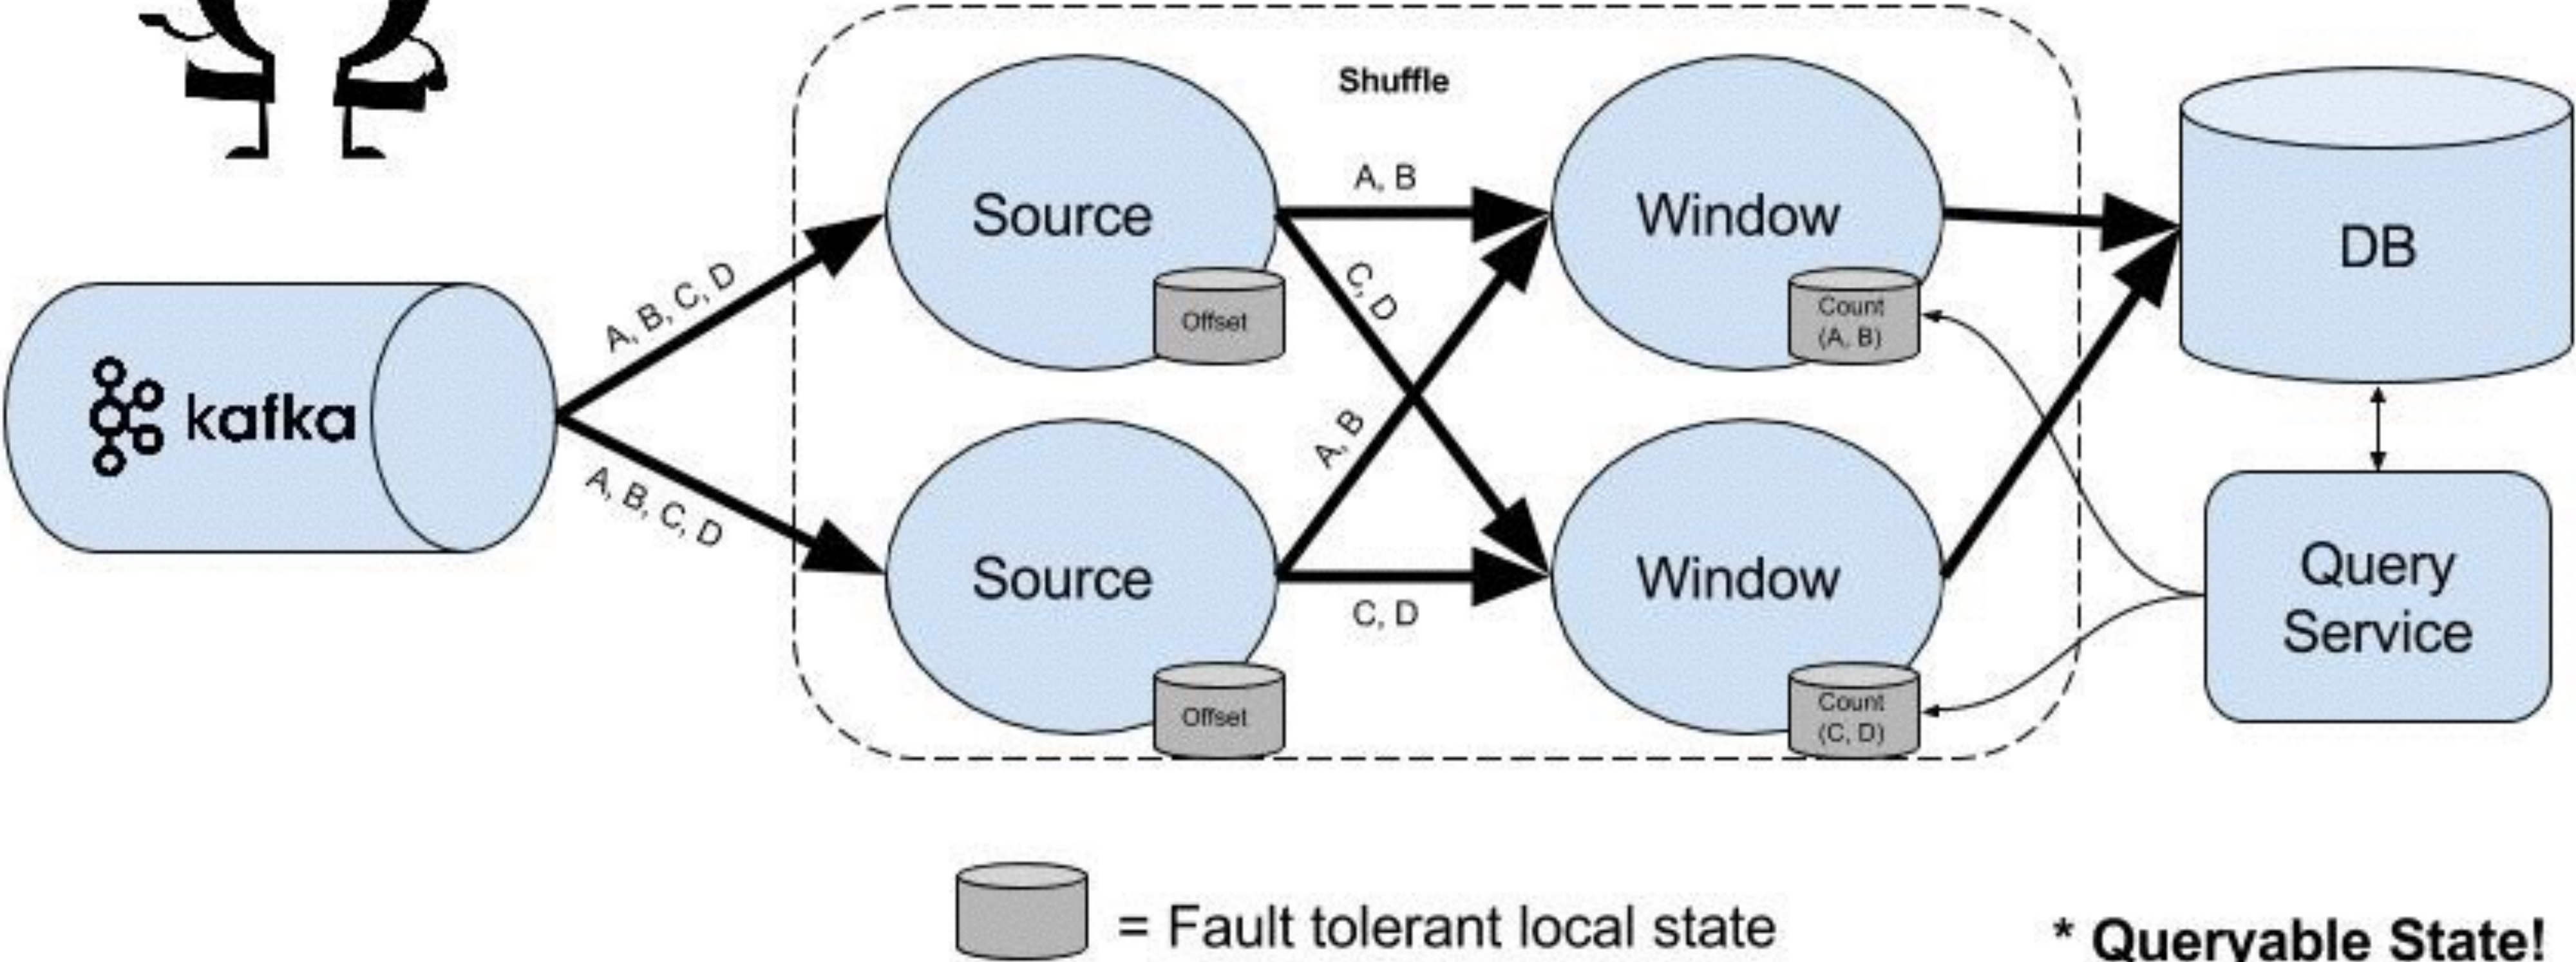 Shuffle
A, B
Source
Window
DB
A, B, C, D
C, D
Offset
Count
(A, B)
kafka
A, B
A, B, C, D
Source
Window
C, D
Query
Service
Offset
Count
(C, D)
= Fault tolerant local state
* Queryable State!